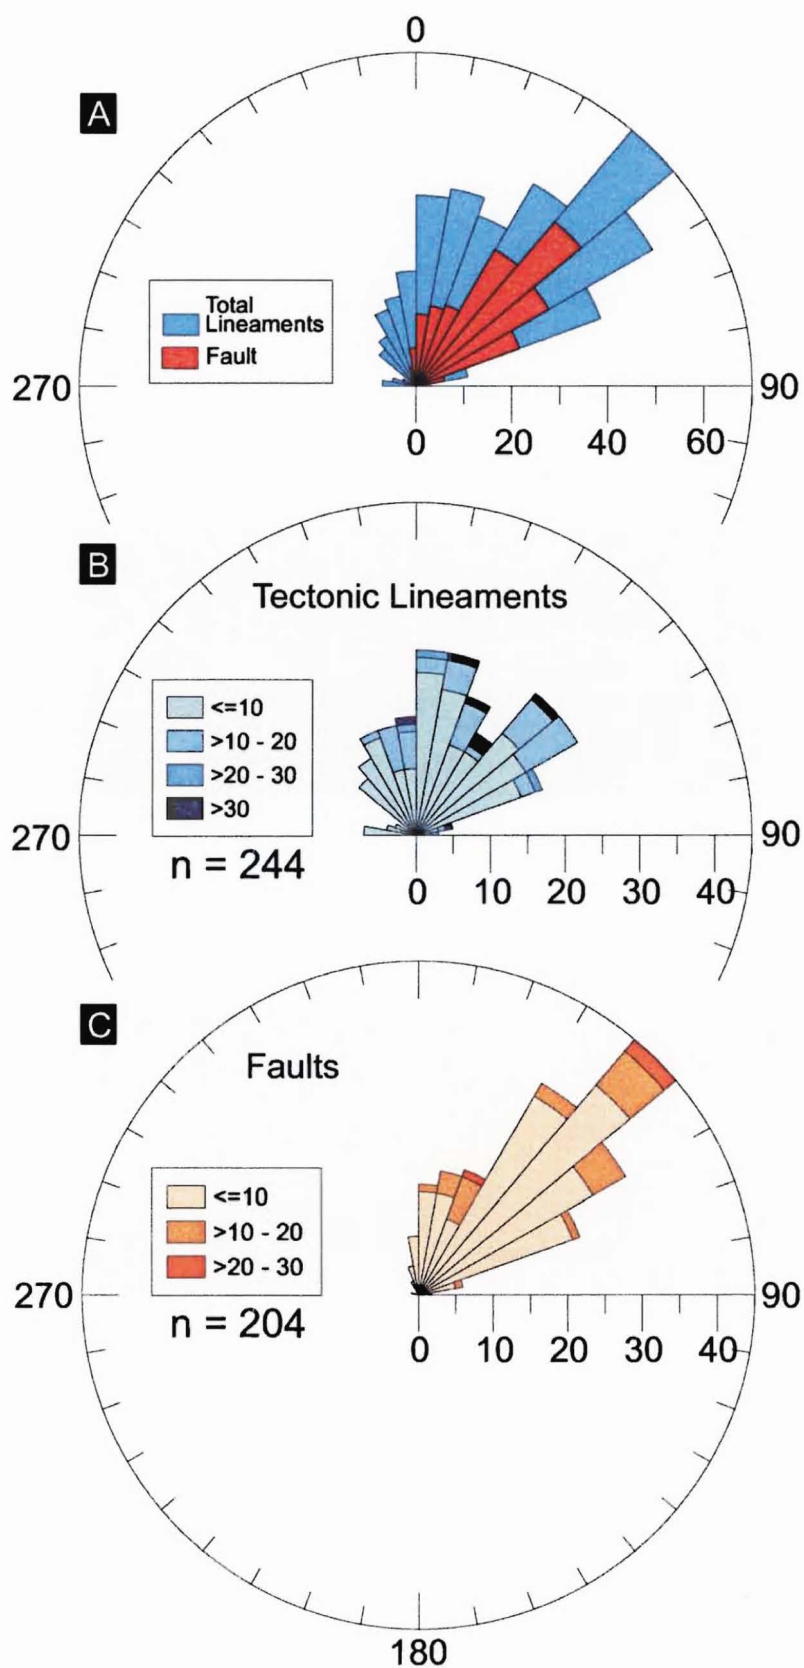 0
A
Total
Lineaments
Fault
270
90
0 20 40 60
B
Tectonic Lineaments
<=10
>10 - 20
>20 - 30
>30
270
90
n = 244
0 10 20 30 40
C
Faults
<=10
>10 - 20
>20 - 30
270
90
n = 204
0 10 20 30 40
180